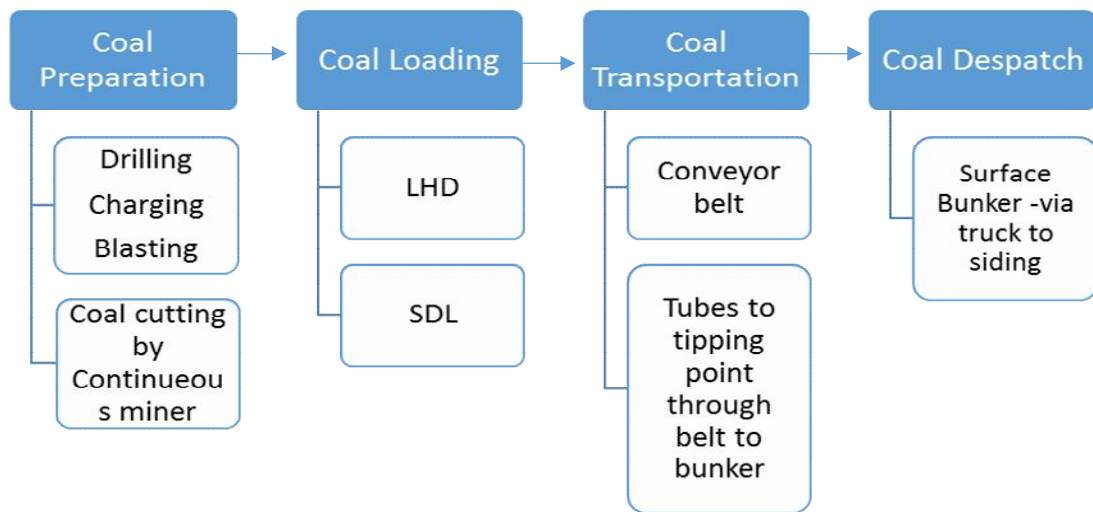 Coal
Preparation
Drilling
Charging
Blasting
Coal cutting
by
Continueou
s miner
Coal Loading
LHD
SDL
Coal
Transportation
Conveyor
belt
Tubes to
tipping
point
through
belt to
bunker
Coal Despatch
Surface
Bunker -via
truck to
siding